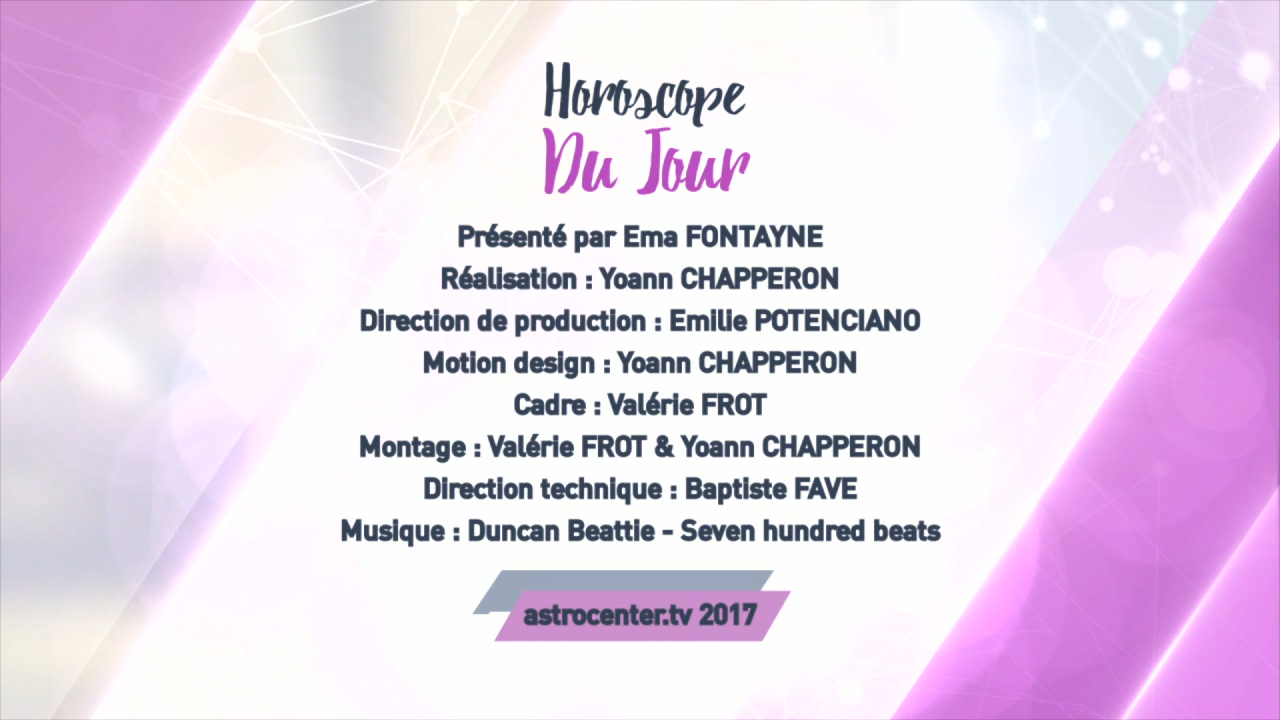 Horoscope
Du Jour
Présenté par Ema FONTAYNE
Réalisation : Yoann CHAPPERON
Direction de production : Emilie POTENCIANO
Motion design : Yoann CHAPPERON
Cadre : Valérie FROT
Montage : Valérie FROT & Yoann CHAPPERON
Direction technique : Baptiste FAVE
Musique : Duncan Beattie - Seven hundred beats
astrocenter.tv 2017